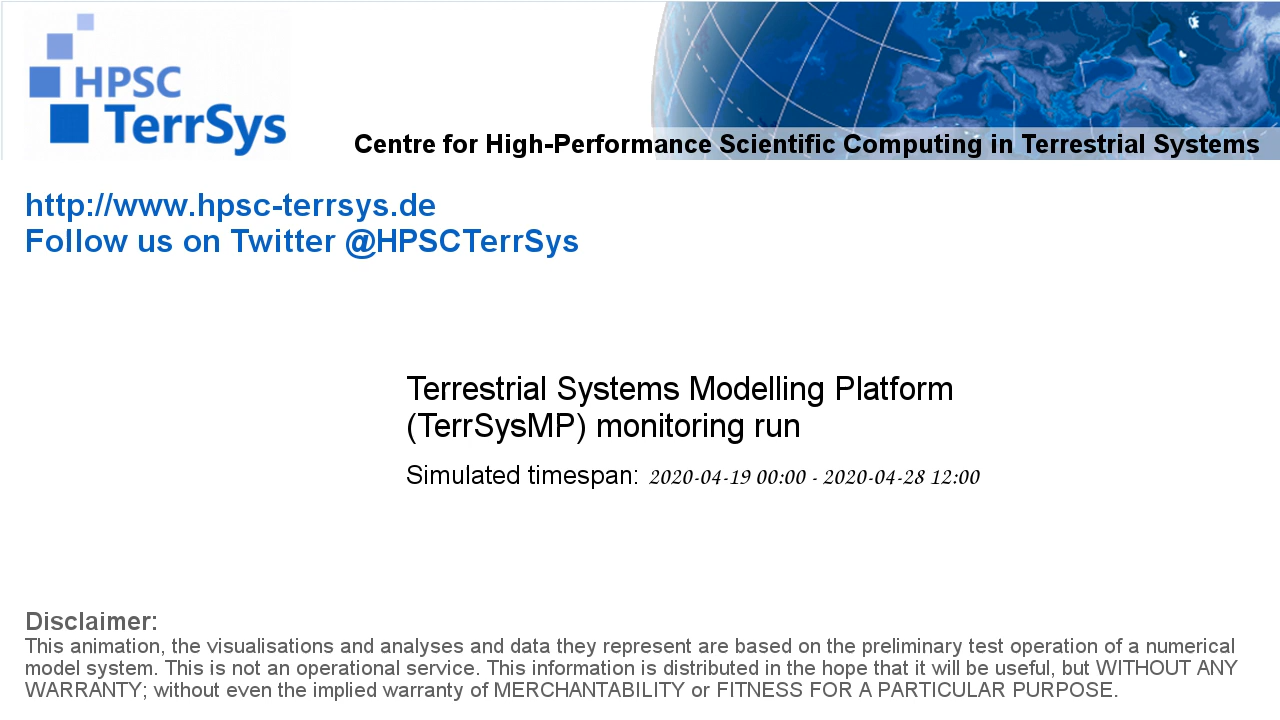 HPSC
TerrSys
Centre for High-Performance Scientific Computing in Terrestrial Systems
http://www.hpsc-terrsys.de
Follow us on Twitter @HPSCTerrSys
Terrestrial Systems Modelling Platform
(TerrSysMP) monitoring run
Simulated timespan: 2020-04-19 00:00 - 2020-04-28 12:00
Disclaimer:
This animation, the visualisations and analyses and data they represent are based on the preliminary test operation of a numerical
model system. This is not an operational service. This information is distributed in the hope that it will be useful, but WITHOUT ANY
WARRANTY; without even the implied warranty of MERCHANTABILITY or FITNESS FOR A PARTICULAR PURPOSE.